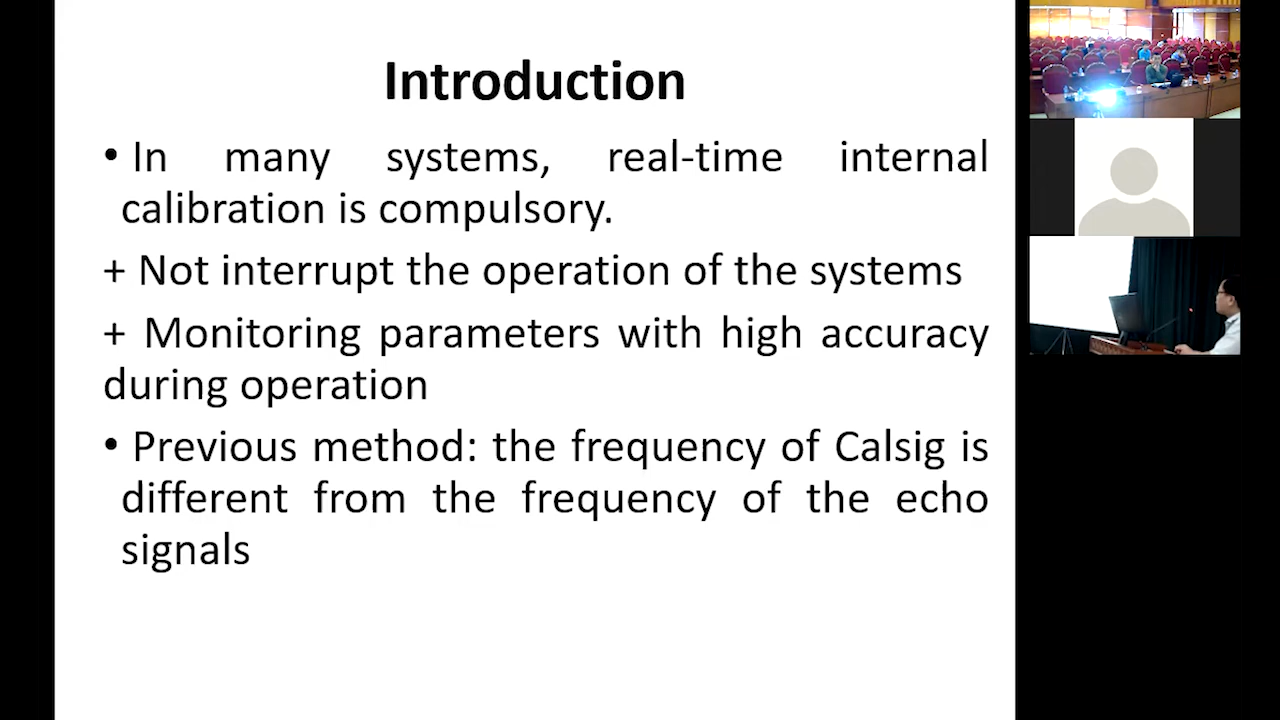 Introduction
• In many systems, real-time internal
calibration is compulsory.
+ Not interrupt the operation of the systems
+ Monitoring parameters with high accuracy
during operation
• Previous method: the frequency of Calsig is
different from the frequency of the echo
signals